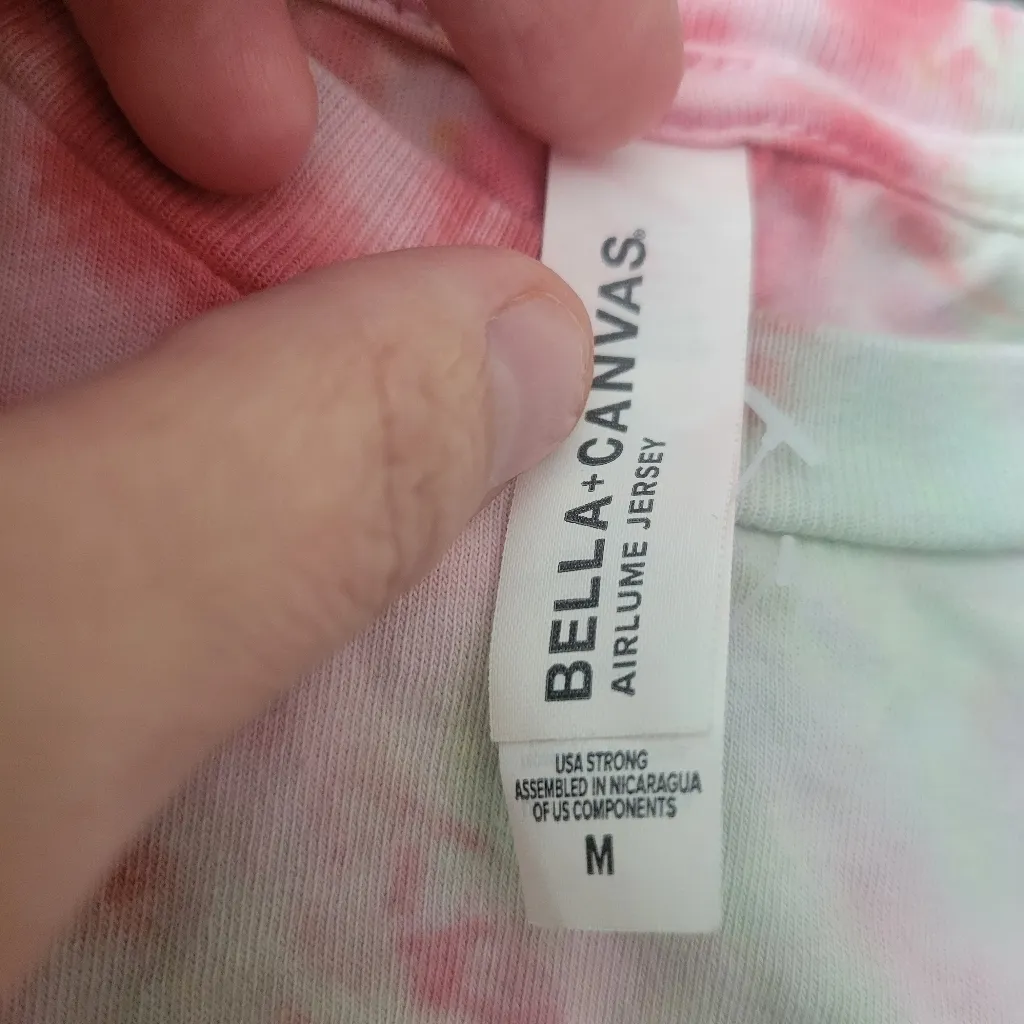 BELLA+CANVAS®
AIRLUME JERSEY
USA STRONG
ASSEMBLED IN NICARAGUA
OF US COMPONENTS
M